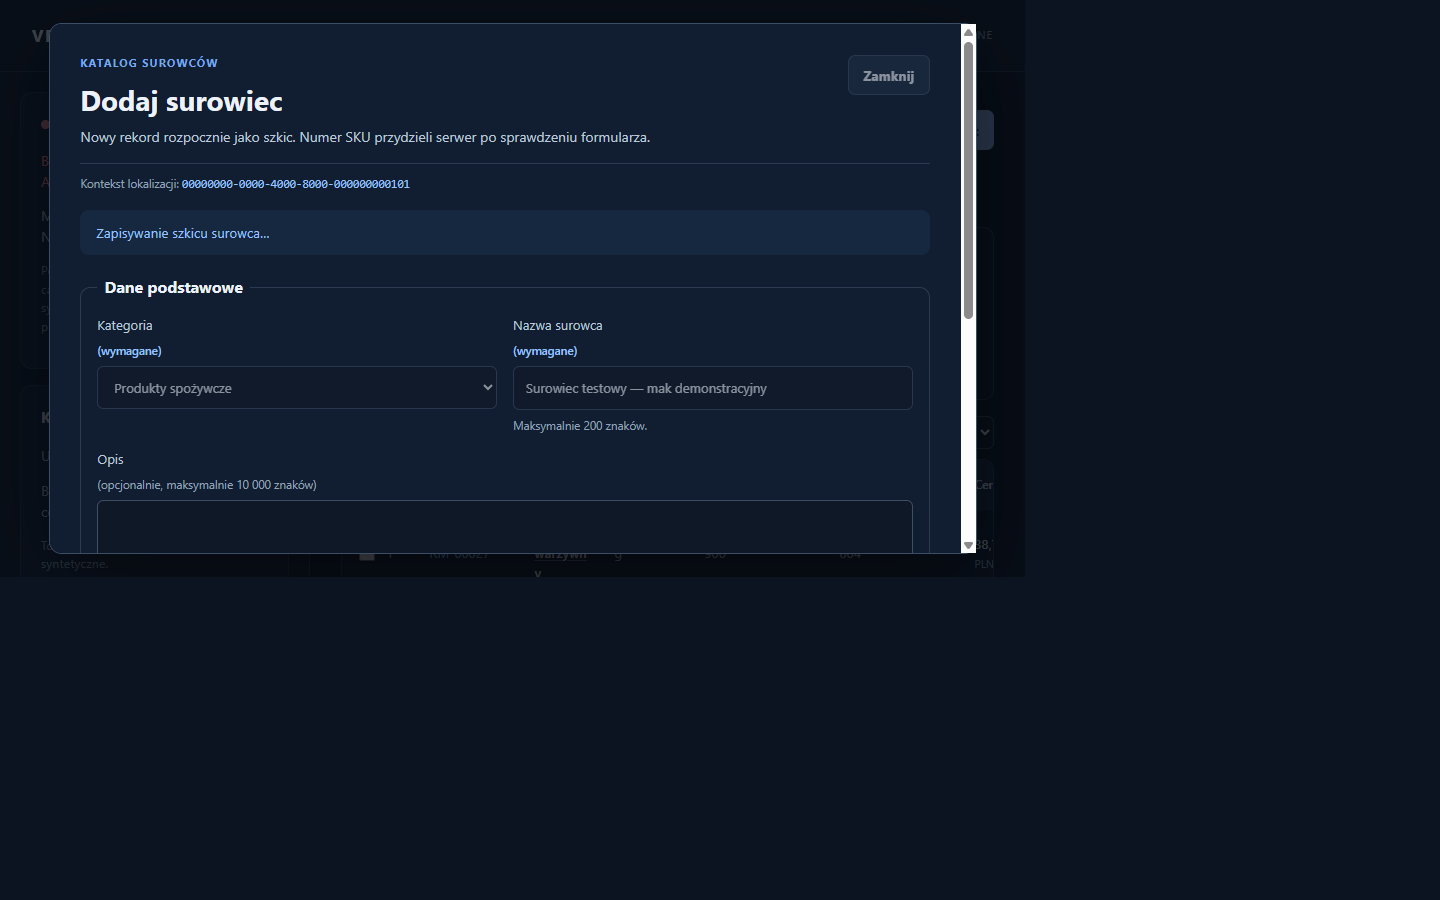 KATALOG SUROWCÓW
Zamknij
Dodaj surowiec
Nowy rekord rozpocznie jako szkic. Numer SKU przydzieli serwer po sprawdzeniu formularza.
Kontekst lokalizacji: 00000000-0000-4000-8000-000000000101
Zapisywanie szkicu surowca...
Dane podstawowe
Kategoria
(wymagane)
Produkty spożywcze
Nazwa surowca
(wymagane)
Surowiec testowy — mak demonstracyjny
Maksymalnie 200 znaków.
Opis
(opcjonalnie, maksymalnie 10 000 znaków)
syntetyczne.
PLN